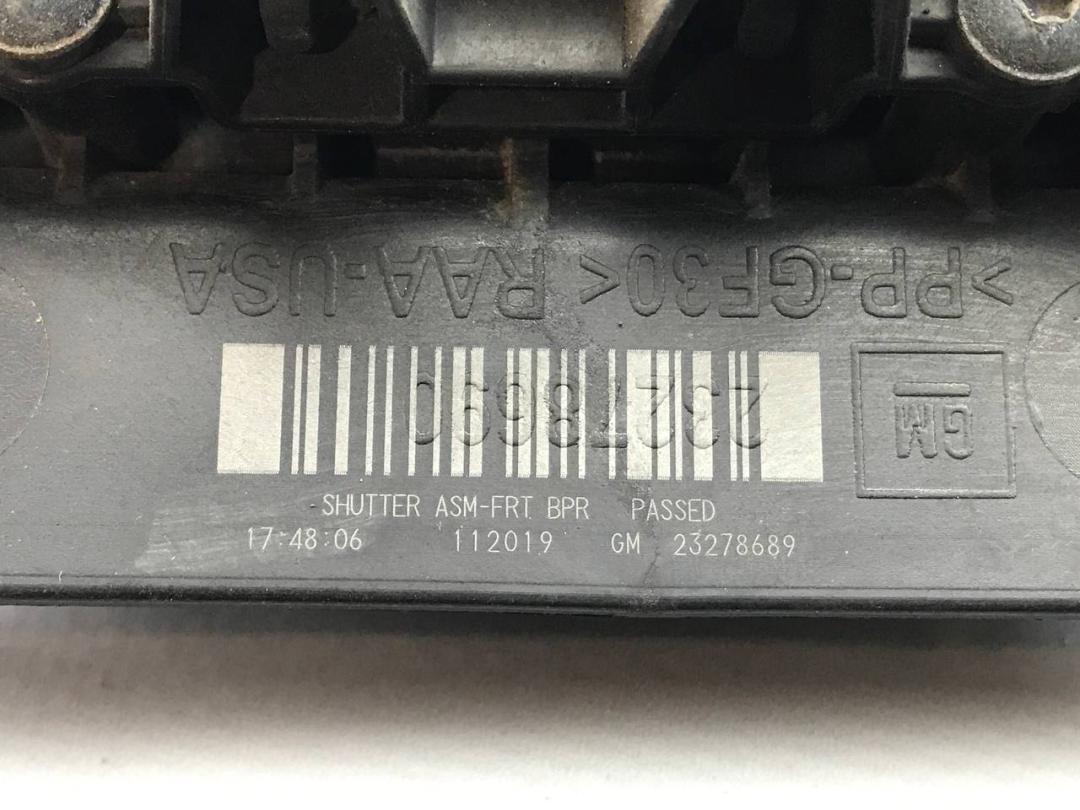 >PP-GF30< RAA-USA
23278690
GM
SHUTTER ASM-FRT BPR PASSED
17:48:06 112019 GM 23278689